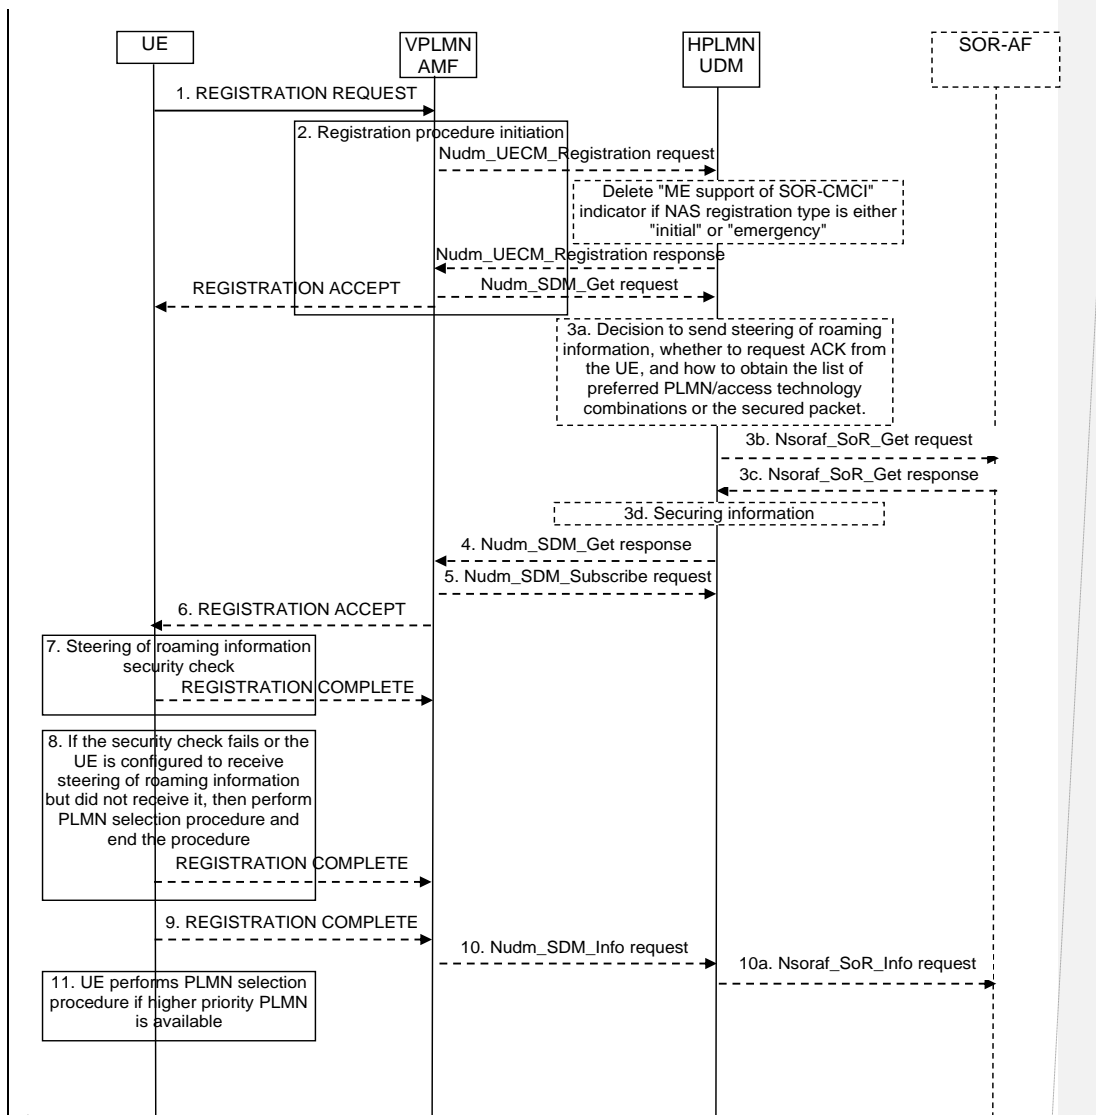 UE
VPLMN
AMF
HPLMN
UDM
SOR-AF
1. REGISTRATION REQUEST
2. Registration procedure initiation
Nudm_UECM_Registration request
Delete "ME support of SOR-CMCI"
indicator if NAS registration type is either
"initial" or "emergency"
Nudm_UECM_Registration response
REGISTRATION ACCEPT
Nudm_SDM_Get request
3a. Decision to send steering of roaming
information, whether to request ACK from
the UE, and how to obtain the list of
preferred PLMN/access technology
combinations or the secured packet.
3b. Nsoraf_SoR_Get request
3c. Nsoraf_SoR_Get response
3d. Securing information
4. Nudm_SDM_Get response
5. Nudm_SDM_Subscribe request
6. REGISTRATION ACCEPT
7. Steering of roaming information
security check
REGISTRATION COMPLETE
8. If the security check fails or the
UE is configured to receive
steering of roaming information
but did not receive it, then perform
PLMN selection procedure and
end the procedure
REGISTRATION COMPLETE
9. REGISTRATION COMPLETE
10. Nudm_SDM_Info request
10a. Nsoraf_SoR_Info request
11. UE performs PLMN selection
procedure if higher priority PLMN
is available